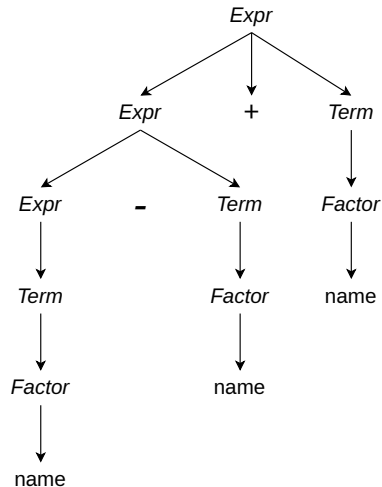 Expr
Expr + Term
Expr - Term Factor
Term Factor name
Factor name
name